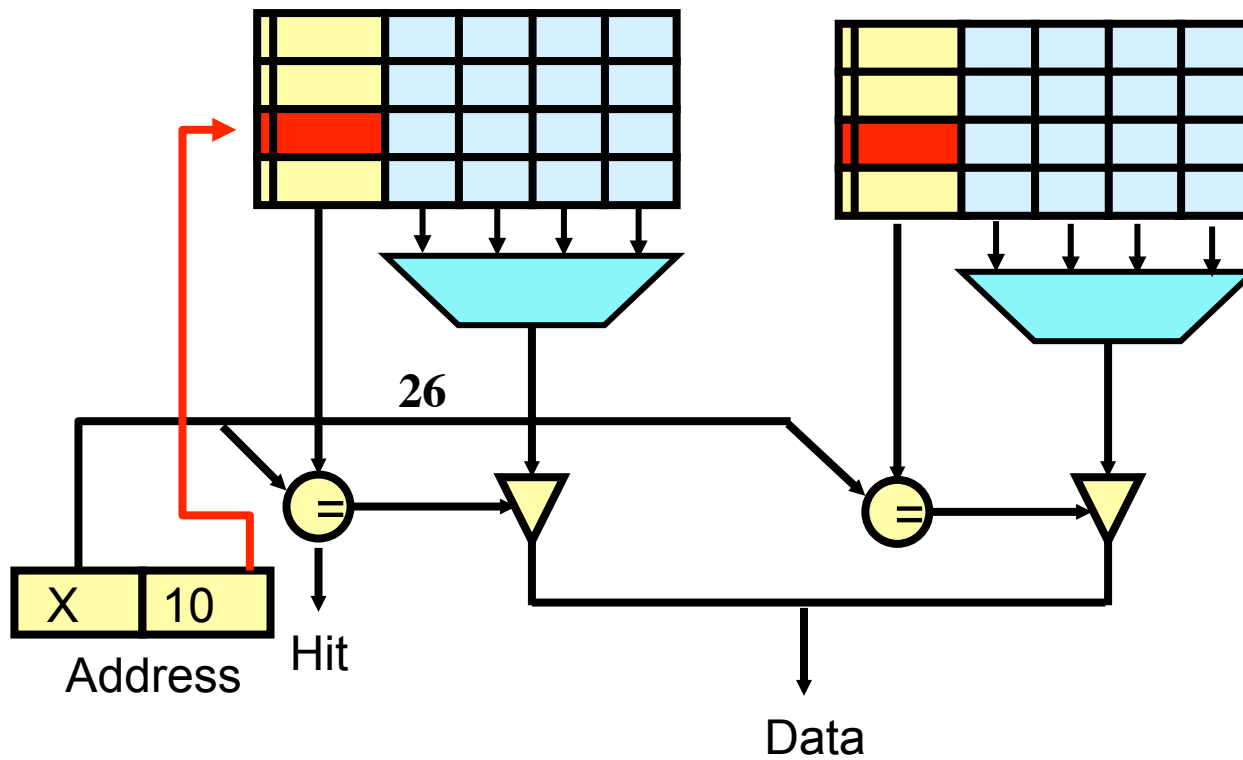 26
=
=
X 10
Hit
Address
Data